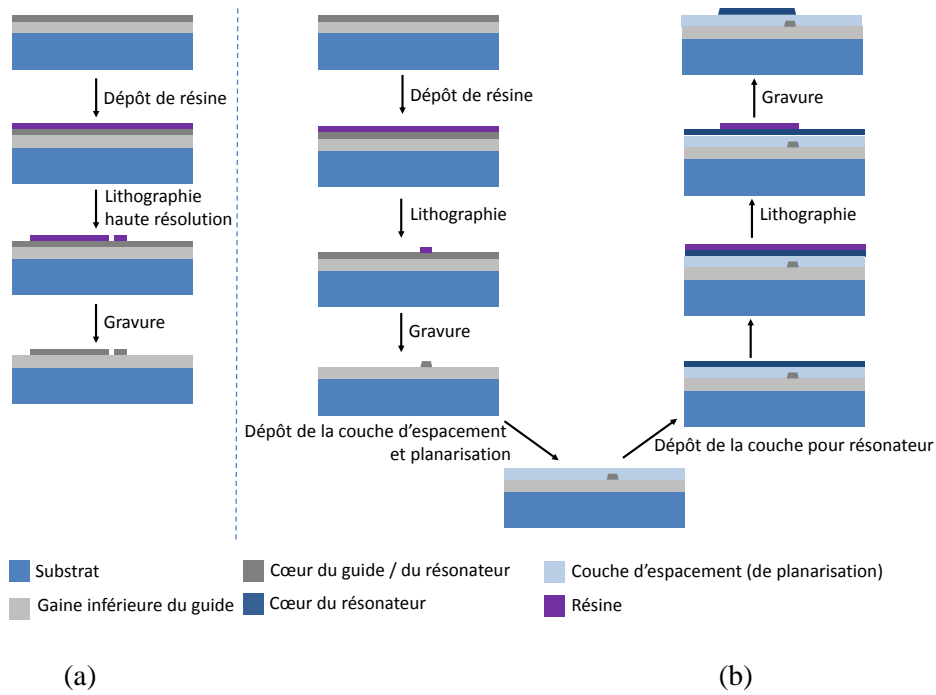 Dépôt de résine
Lithographie
haute résolution
Gravure
Dépôt de résine
Lithographie
Gravure
Dépôt de la couche d'espacement
et planarisation
Dépôt de la couche pour résonateur
Lithographie
Gravure
Substrat
Gaine inférieure du guide
Cœur du guide / du résonateur
Cœur du résonateur
Couche d'espacement (de planarisation)
Résine
(a)
(b)